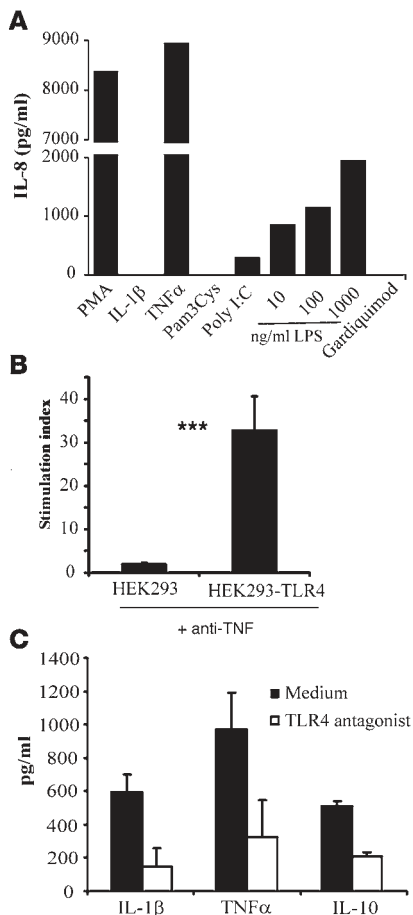 A
9000
8000
7000
2000
1000
0
IL-8 (pg/ml)
PMA
IL-1β
TNFα
Pam3Cys
Poly I:C
10
100
1000
Gardiquimod
ng/ml LPS
B
40
30
20
10
0
Stimulation index
***
HEK293
HEK293-TLR4
+ anti-TNF
C
1400
1200
1000
800
600
400
200
0
pg/ml
Medium
TLR4 antagonist
IL-1β
TNFα
IL-10